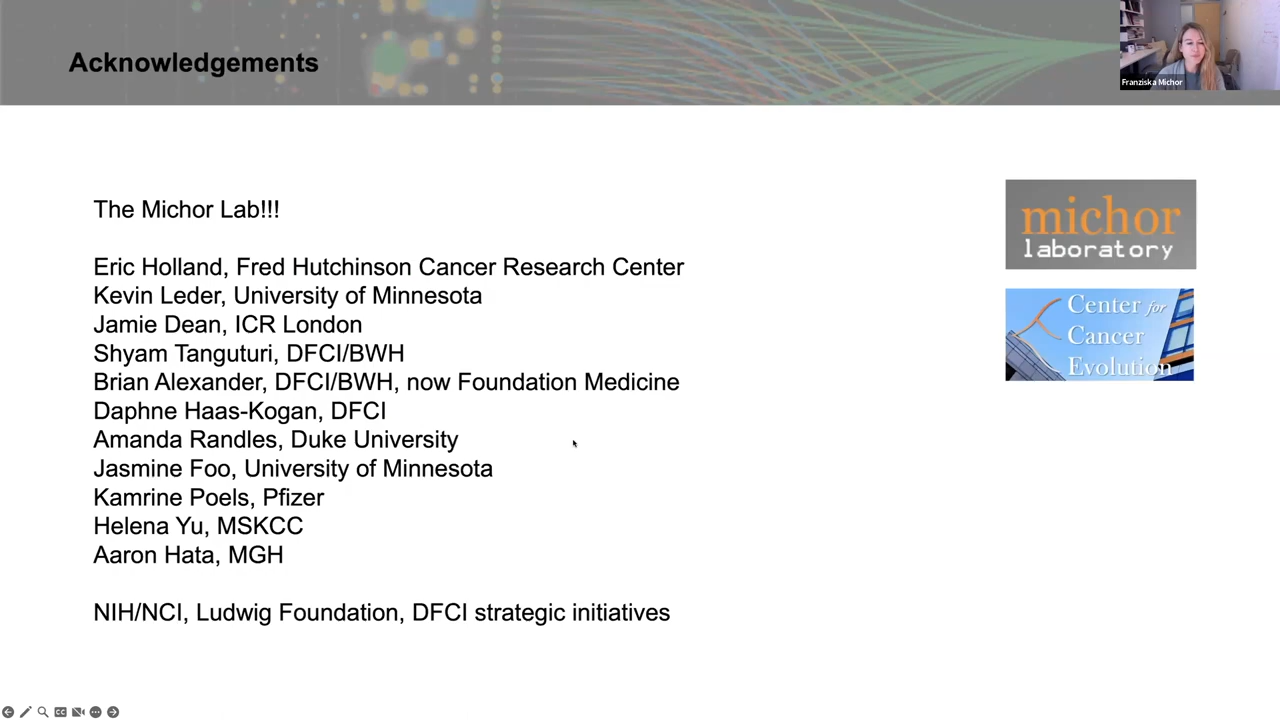 Acknowledgements
Franziska Michor
The Michor Lab!!!
Eric Holland, Fred Hutchinson Cancer Research Center
Kevin Leder, University of Minnesota
Jamie Dean, ICR London
Shyam Tanguturi, DFCI/BWH
Brian Alexander, DFCI/BWH, now Foundation Medicine
Daphne Haas-Kogan, DFCI
Amanda Randles, Duke University
Jasmine Foo, University of Minnesota
Kamrine Poels, Pfizer
Helena Yu, MSKCC
Aaron Hata, MGH
NIH/NCI, Ludwig Foundation, DFCI strategic initiatives
michor
laboratory
Center for
Cancer
Evolution